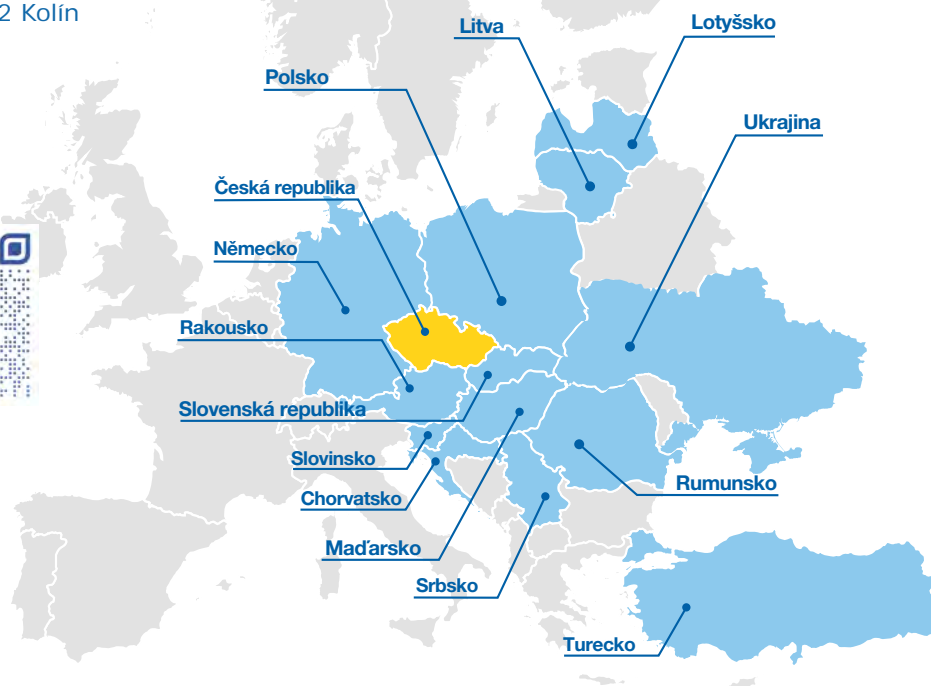 2 Kolín
Litva
Lotyšsko
Polsko
Ukrajina
Česká republika
Německo
Rakousko
Slovenská republika
Slovinsko
Rumunsko
Chorvatsko
Maďarsko
Srbsko
Turecko